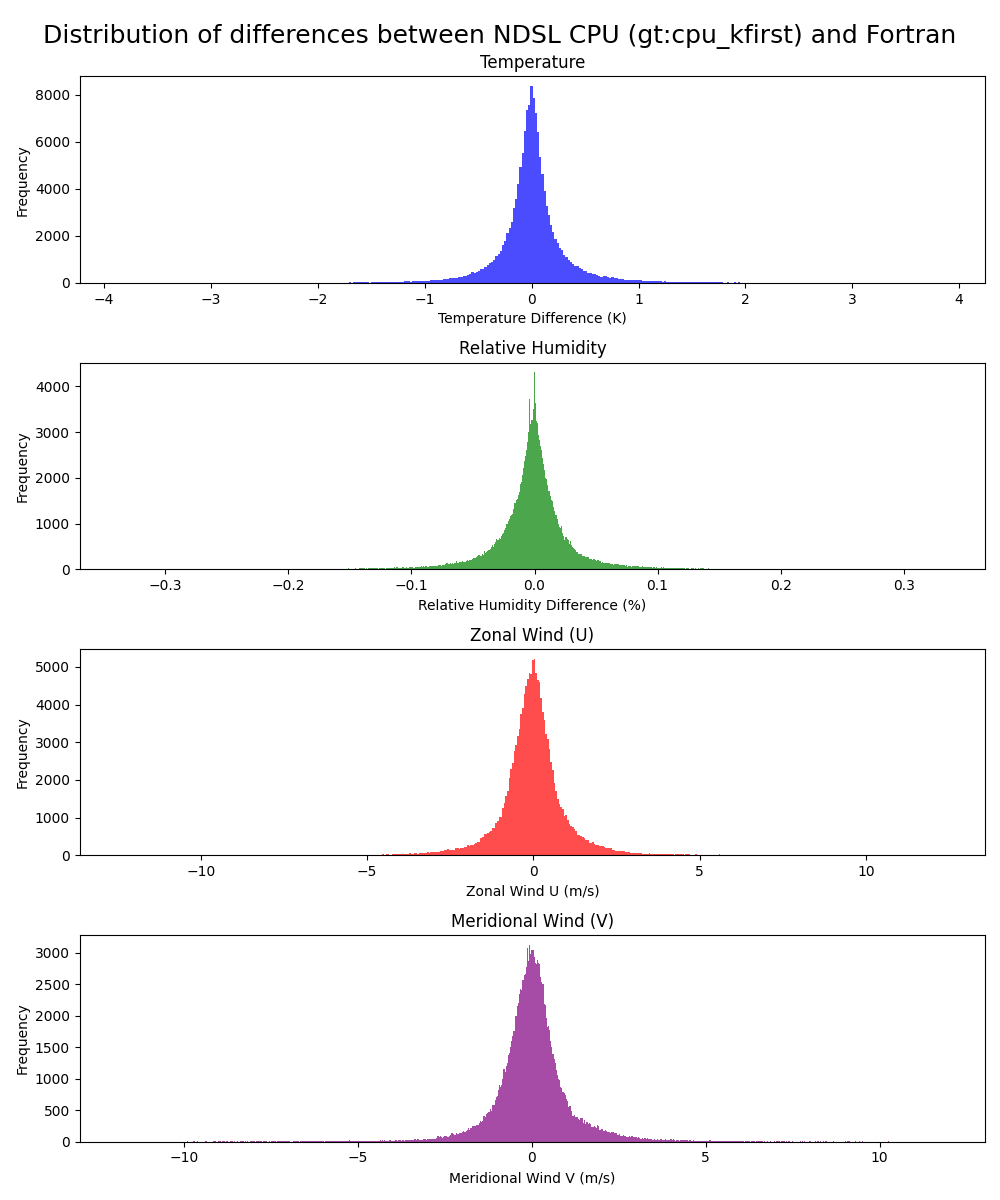 Distribution of differences between NDSL CPU (gt:cpu_kfirst) and Fortran
Temperature
8000
6000
4000
2000
0
Frequency
−4 −3 −2 −1 0 1 2 3 4
Temperature Difference (K)
Relative Humidity
4000
3000
2000
1000
0
Frequency
−0.3 −0.2 −0.1 0.0 0.1 0.2 0.3
Relative Humidity Difference (%)
Zonal Wind (U)
5000
4000
3000
2000
1000
0
Frequency
−10 −5 0 5 10
Zonal Wind U (m/s)
Meridional Wind (V)
3000
2500
2000
1500
1000
500
0
Frequency
−10 −5 0 5 10
Meridional Wind V (m/s)